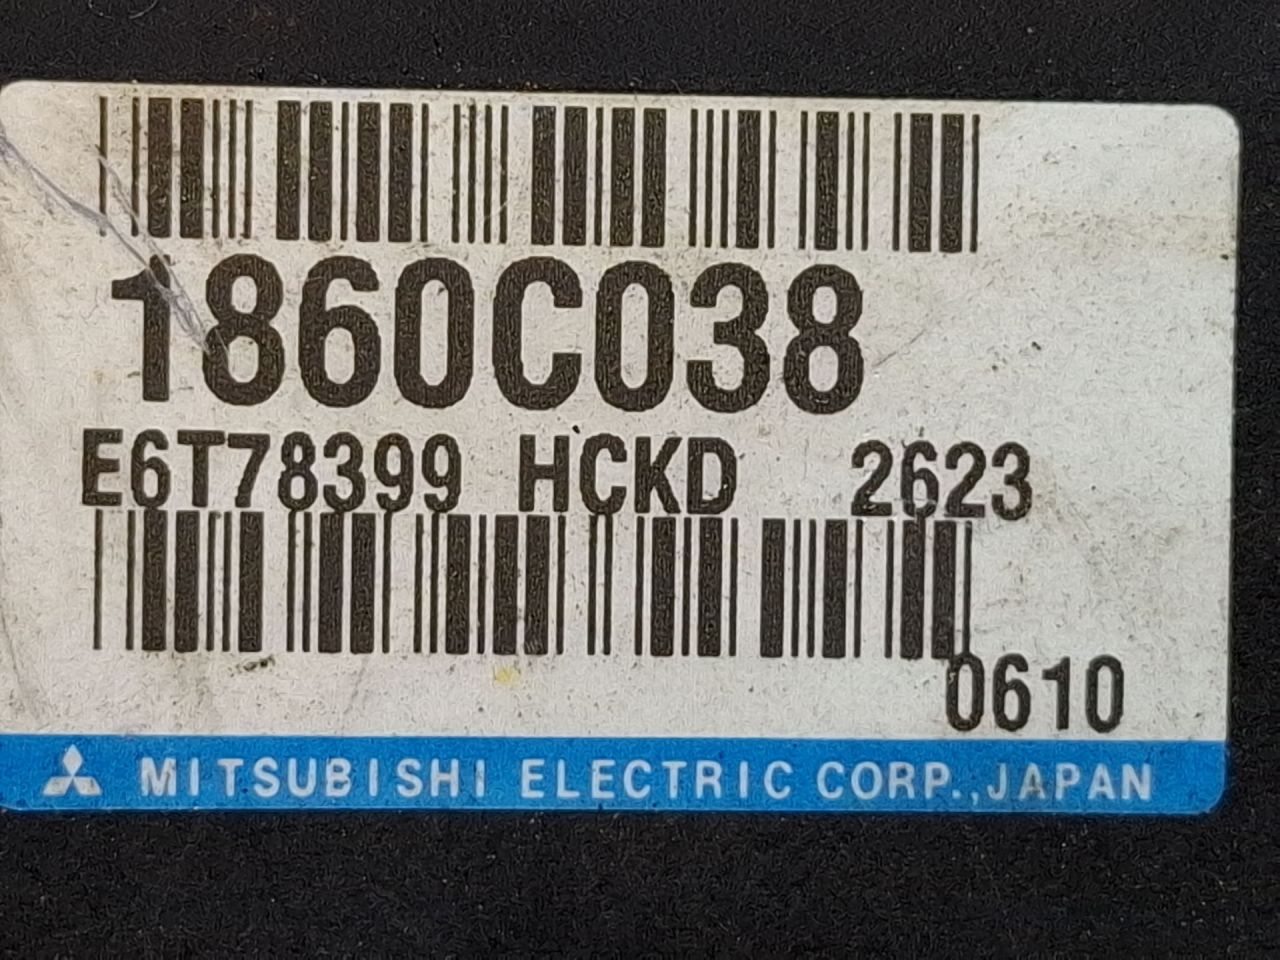 1860C038
E6T78399 HCKD 2623
0610
MITSUBISHI ELECTRIC CORP.,JAPAN